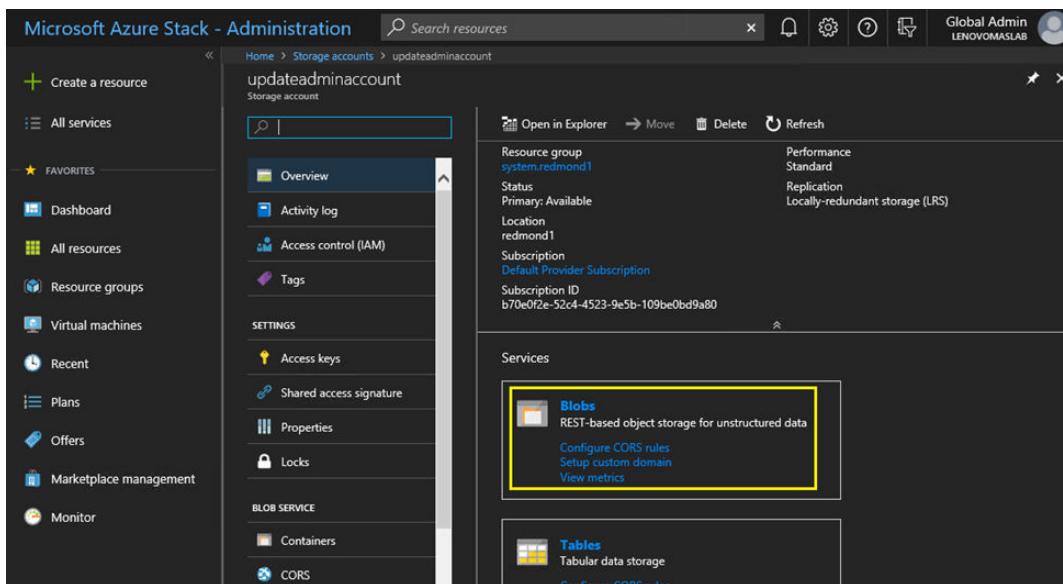 Microsoft Azure Stack - Administration
Search resources
Global Admin
LENOVOMASLAB
Home > Storage accounts > updateadminaccount
updateadminaccount
Storage account
Create a resource
All services
FAVORITES
Dashboard
All resources
Resource groups
Virtual machines
Recent
Plans
Offers
Marketplace management
Monitor
Overview
Activity log
Access control (IAM)
Tags
SETTINGS
Access keys
Shared access signature
Properties
Locks
BLOB SERVICE
Containers
CORS
Open in Explorer
Move
Delete
Refresh
Resource group
system.redmond1
Status
Primary: Available
Location
redmond1
Subscription
Default Provider Subscription
Subscription ID
b70e0f2e-52c4-4523-9e5b-109be0bd9a80
Performance
Standard
Replication
Locally-redundant storage (LRS)
Services
Blobs
REST-based object storage for unstructured data
Configure CORS rules
Setup custom domain
View metrics
Tables
Tabular data storage
Configure CORS rules